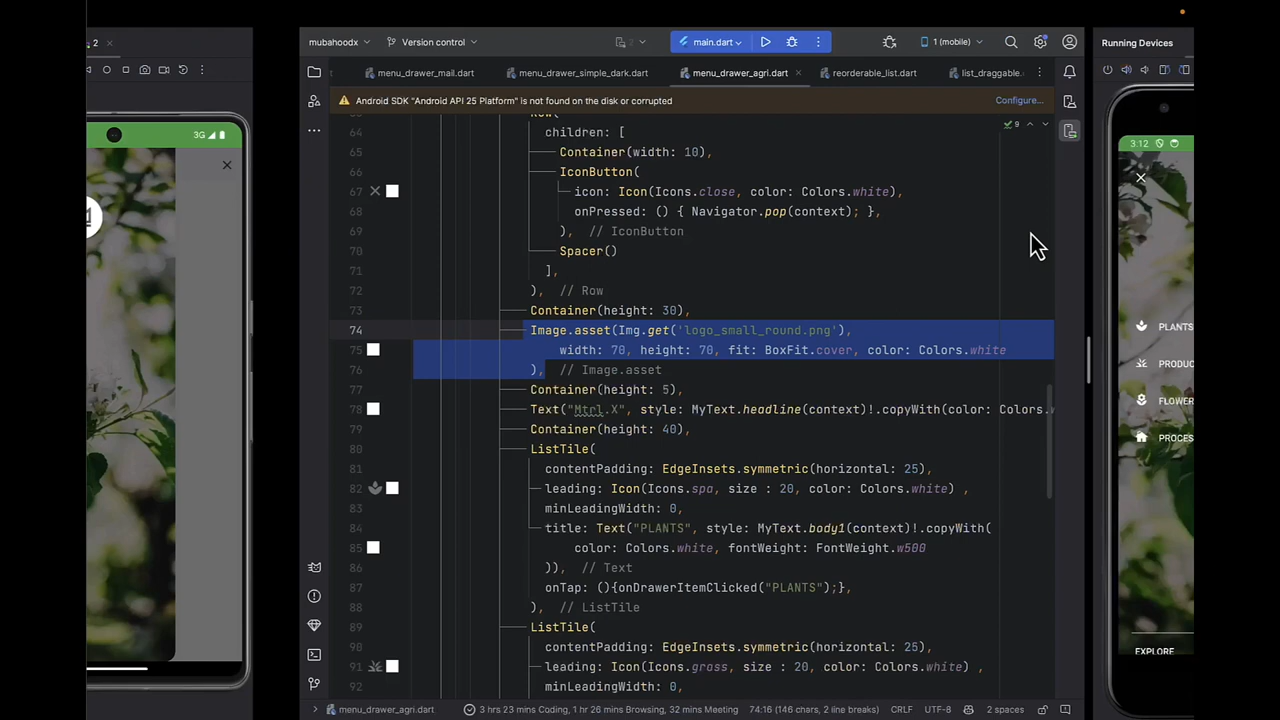 2
3G
mubahoodx
Version control
main.dart
1 (mobile)
Running Devices
menu_drawer_mail.dart
menu_drawer_simple_dark.dart
menu_drawer_agri.dart
reorderable_list.dart
list_draggable.
Android SDK "Android API 25 Platform" is not found on the disk or corrupted
Configure...
9
64 children: [
65 Container(width: 10),
66 IconButton(
67 icon: Icon(Icons.close, color: Colors.white),
68 onPressed: () { Navigator.pop(context); },
69 ), // IconButton
70 Spacer()
71 ],
72 ), // Row
73 Container(height: 30),
74 Image.asset(Img.get('logo_small_round.png'),
75 width: 70, height: 70, fit: BoxFit.cover, color: Colors.white
76 ), // Image.asset
77 Container(height: 5),
78 Text("Mtrl.X", style: MyText.headline(context)!.copyWith(color: Colors.w
79 Container(height: 40),
80 ListTile(
81 contentPadding: EdgeInsets.symmetric(horizontal: 25),
82 leading: Icon(Icons.spa, size : 20, color: Colors.white) ,
83 minLeadingWidth: 0,
84 title: Text("PLANTS", style: MyText.body1(context)!.copyWith(
85 color: Colors.white, fontWeight: FontWeight.w500
86 )), // Text
87 onTap: (){onDrawerItemClicked("PLANTS");},
88 ), // ListTile
89 ListTile(
90 contentPadding: EdgeInsets.symmetric(horizontal: 25),
91 leading: Icon(Icons.grass, size : 20, color: Colors.white) ,
92 minLeadingWidth: 0,
3:12
PLANTS
PRODUC
FLOWER
PROCES
EXPLORE
menu_drawer_agri.dart
3 hrs 23 mins Coding, 1 hr 26 mins Browsing, 32 mins Meeting
74:16 (146 chars, 2 line breaks)
CRLF
UTF-8
2 spaces